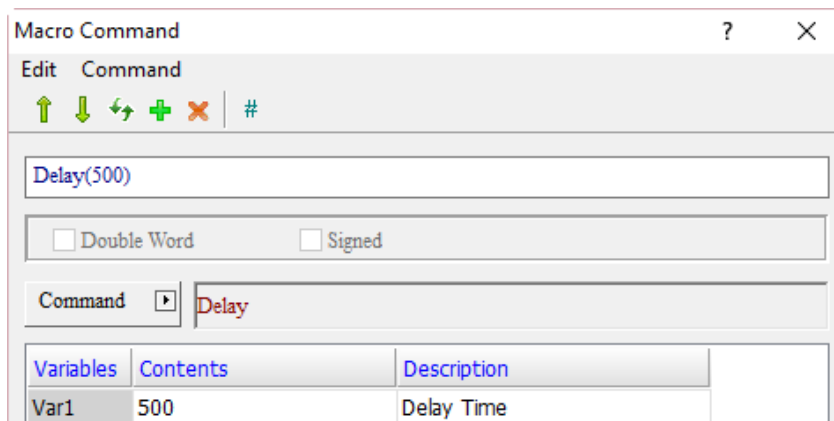 Macro Command ?
Edit Command
#
Delay(500)
Double Word Signed
Command Delay
Variables Contents Description
Var1 500 Delay Time